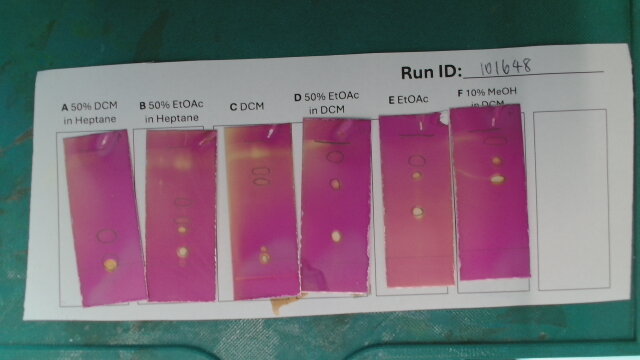 Run ID: 101648
A 50% DCM
in Heptane
B 50% EtOAc
in Heptane
C DCM
D 50% EtOAc
in DCM
E EtOAc
F 10% MeOH
in DCM